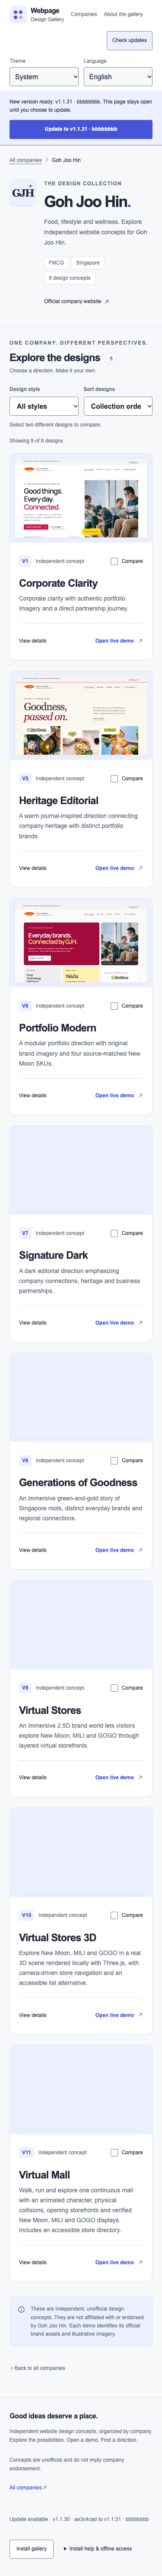 Webpage
Design Gallery
Companies
About the gallery
Check updates
Theme
Language
System
English
New version ready: v1.1.31 · bbbbbbbb. This page stays open
until you choose to update.
Update to v1.1.31 · bbbbbbbb
All companies / Goh Joo Hin
GJH
THE DESIGN COLLECTION
Goh Joo Hin.
Food, lifestyle and wellness. Explore
independent website concepts for Goh
Joo Hin.
FMCG
Singapore
8 design concepts
Official company website ↗
ONE COMPANY. DIFFERENT PERSPECTIVES.
Explore the designs 8
Choose a direction. Make it your own.
Design style
Sort designs
All styles
Collection orde
Select two different designs to compare.
Showing 8 of 8 designs
Good things.
Every day.
Connected.
V1 Independent concept Compare
Corporate Clarity
Corporate clarity with authentic portfolio
imagery and a direct partnership journey.
View details Open live demo ↗
Goodness,
passed on.
V5 Independent concept Compare
Heritage Editorial
A warm journal-inspired direction connecting
company heritage with distinct portfolio
brands.
View details Open live demo ↗
Everyday brands.
Connected by GJH.
1940s
V6 Independent concept Compare
Portfolio Modern
A modular portfolio direction with original
brand imagery and four source-matched New
Moon SKUs.
View details Open live demo ↗
V7 Independent concept Compare
Signature Dark
A dark editorial direction emphasizing
company connections, heritage and business
partnerships.
View details Open live demo ↗
V8 Independent concept Compare
Generations of Goodness
An immersive green-and-gold story of
Singapore roots, distinct everyday brands and
regional connections.
View details Open live demo ↗
V9 Independent concept Compare
Virtual Stores
An immersive 2.5D brand world lets visitors
explore New Moon, MILI and GOGO through
layered virtual storefronts.
View details Open live demo ↗
V10 Independent concept Compare
Virtual Stores 3D
Explore New Moon, MILI and GOGO in a real
3D scene rendered locally with Three.js, with
camera-driven navigation and an
accessible list alternative.
View details Open live demo ↗
V11 Independent concept Compare
Virtual Mall
Walk, run and explore one continuous mall
with an animated character, physical
collisions, opening storefronts and verified
New Moon, MILI and GOGO displays.
Includes an accessible store directory.
View details Open live demo ↗
These are independent, unofficial design
concepts. They are not affiliated with or endorsed
by Goh Joo Hin. Each demo identifies its official
brand assets and illustrative imagery.
Back to all companies
Good ideas deserve a place.
Independent website design concepts, organized by company.
Explore the possibilities. Open a demo. Find a direction.
Concepts are unofficial and do not imply company
endorsement.
All companies ↗
Update available · v1.1.30 · ae3c4cad to v1.1.31 · bbbbbbbb
Install gallery
Install help & offline access